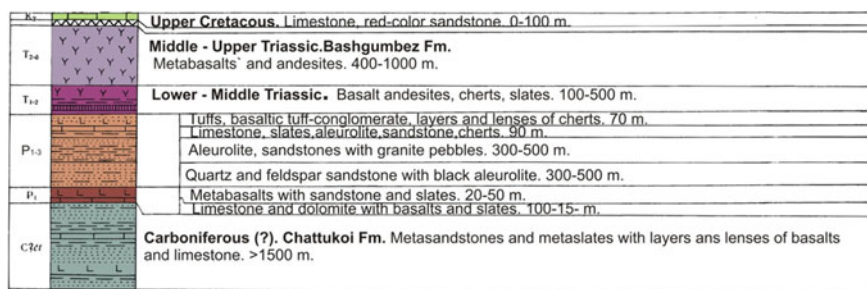 K₂
Upper Cretacous. Limestone, red-color sandstone. 0-100 m.
T₂₋₃
Middle - Upper Triassic.Bashgumbez Fm.
Metabasalts` and andesites. 400-1000 m.
T₁₋₂
Lower - Middle Triassic. Basalt andesites, cherts, slates. 100-500 m.
P₁₋₃
Tuffs, basaltic tuff-conglomerate, layers and lenses of cherts. 70 m.
Limestone, slates,aleurolite,sandstone,cherts. 90 m.
Aleurolite, sandstones with granite pebbles. 300-500 m.
Quartz and feldspar sandstone with black aleurolite. 300-500 m.
P₁
Metabasalts with sandstone and slates. 20-50 m.
Limestone and dolomite with basalts and slates. 100-15- m.
Carboniferous (?). Chattukoi Fm. Metasandstones and metaslates with layers ans lenses of basalts
and limestone. >1500 m.